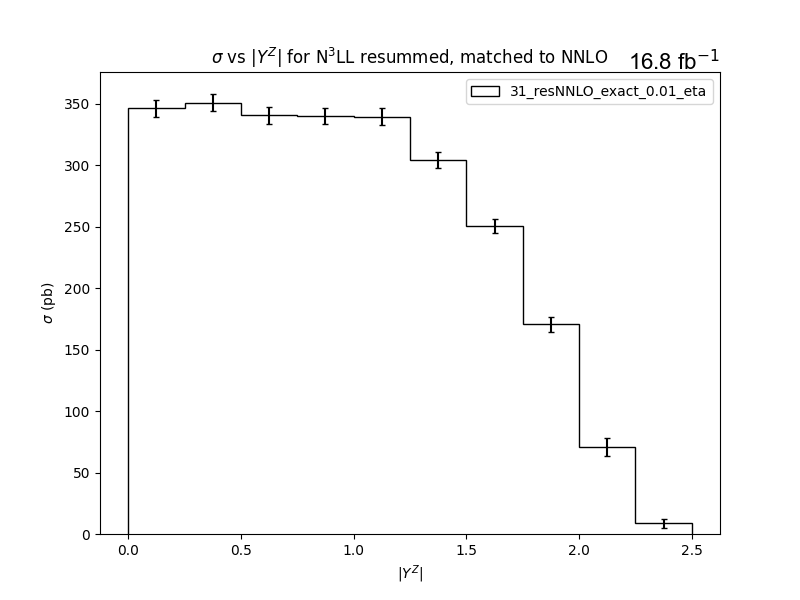 σ vs |Y^Z| for N^3LL resummed, matched to NNLO
16.8 fb^−1
31_resNNLO_exact_0.01_eta
350
300
250
200
150
100
50
0
σ (pb)
0.0 0.5 1.0 1.5 2.0 2.5
|Y^Z|